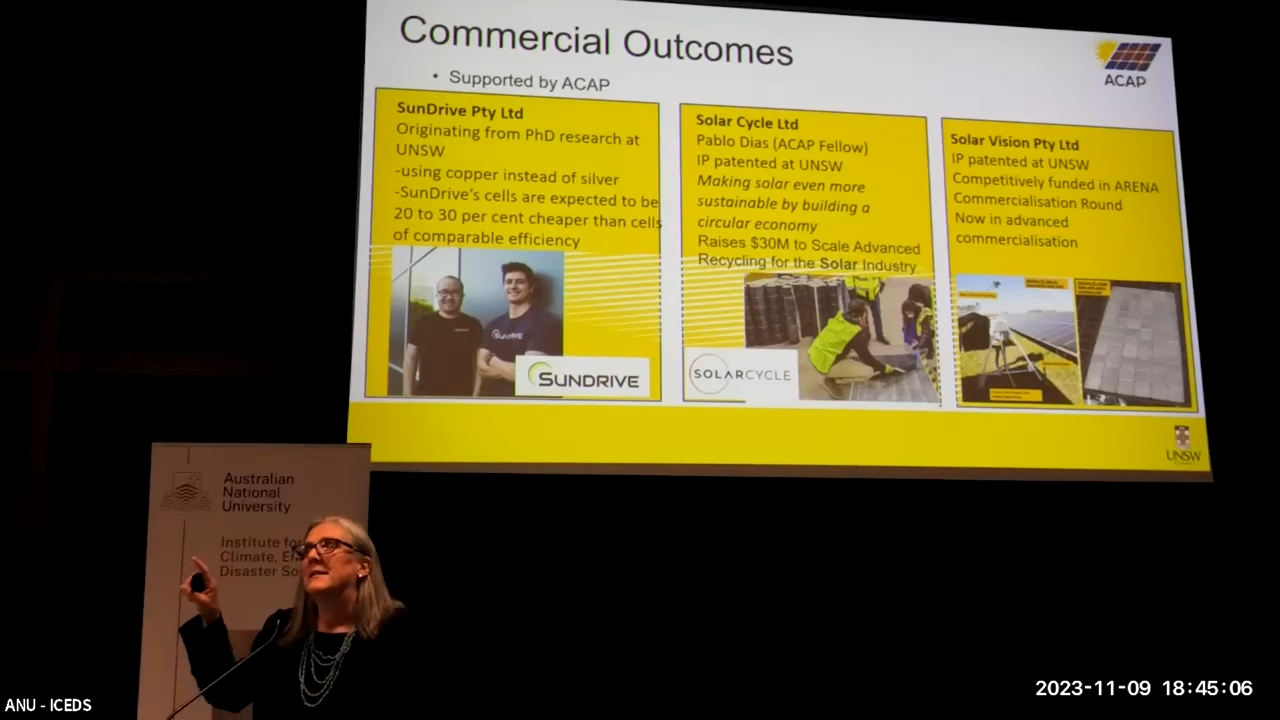 Commercial Outcomes
• Supported by ACAP
ACAP
SunDrive Pty Ltd
Originating from PhD research at
UNSW
-using copper instead of silver
-SunDrive's cells are expected to be
20 to 30 per cent cheaper than cells
of comparable efficiency
SUNDRIVE
SUNDRIVE
Solar Cycle Ltd
Pablo Dias (ACAP Fellow)
IP patented at UNSW
Making solar even more
sustainable by building a
circular economy
Raises $30M to Scale Advanced
Recycling for the Solar Industry
SOLARCYCLE
Solar Vision Pty Ltd
IP patented at UNSW
Competitively funded in ARENA
Commercialisation Round
Now in advanced
commercialisation
UNSW
Australian
National
University
Institute for
Climate,
Disaster
ANU - ICEDS
2023-11-09 18:45:06